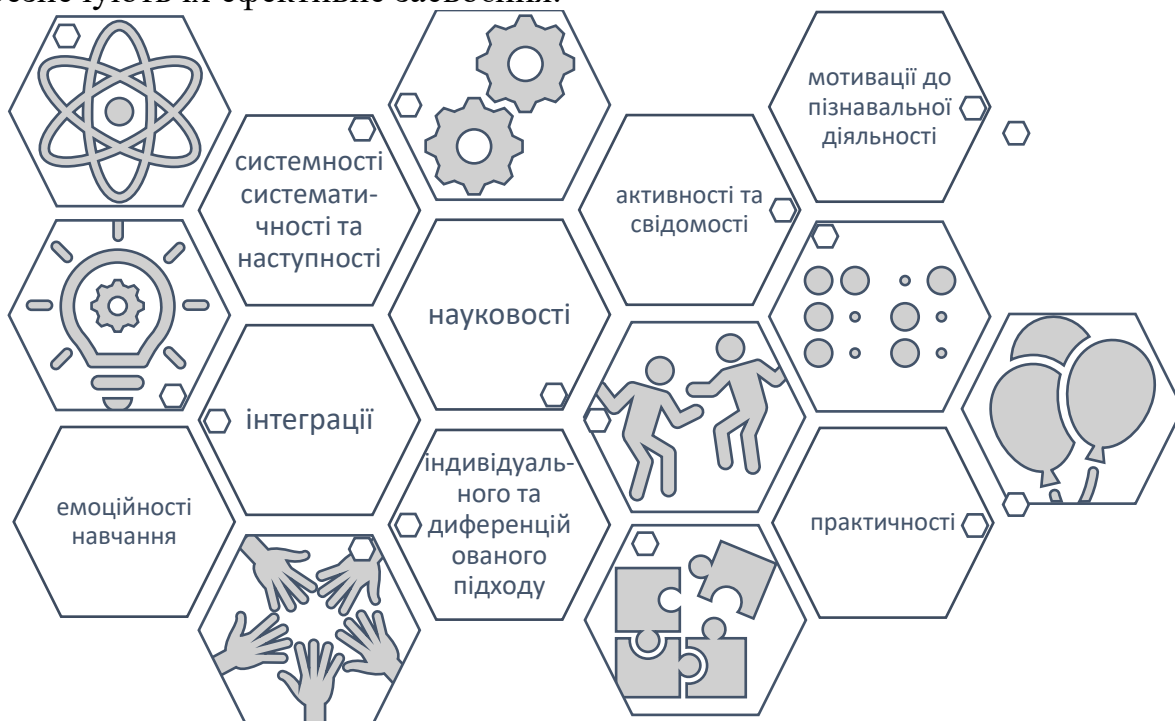 мотивації до
пізнавальної
діяльності
системності
системати-
чності та
наступності
активності та
свідомості
науковості
інтеграції
індивідуаль-
ного та
диференцій
ованого
підходу
емоційності
навчання
практичності